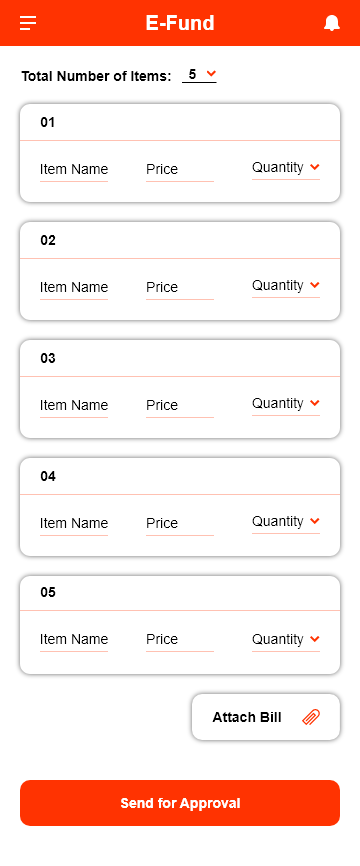 E-Fund
Total Number of Items: 5
01
Item Name Price Quantity
02
Item Name Price Quantity
03
Item Name Price Quantity
04
Item Name Price Quantity
05
Item Name Price Quantity
Attach Bill
Send for Approval